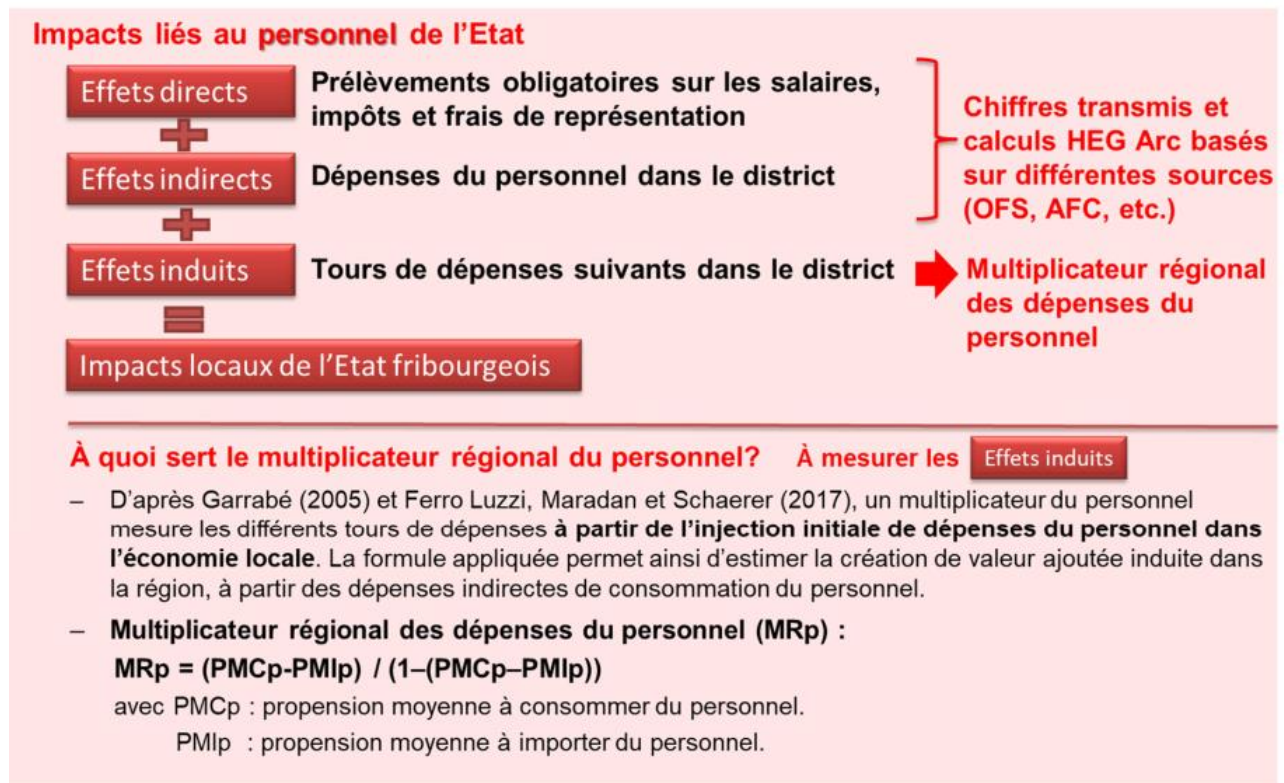 Impacts liés au personnel de l'Etat
Effets directs
Prélèvements obligatoires sur les salaires,
impôts et frais de représentation
Effets indirects
Dépenses du personnel dans le district
Chiffres transmis et
calculs HEG Arc basés
sur différentes sources
(OFS, AFC, etc.)
Effets induits
Tours de dépenses suivants dans le district
Multiplicateur régional
des dépenses du
personnel
Impacts locaux de l'Etat fribourgeois
À quoi sert le multiplicateur régional du personnel? À mesurer les Effets induits
– D'après Garrabé (2005) et Ferro Luzzi, Maradan et Schaerer (2017), un multiplicateur du personnel
mesure les différents tours de dépenses à partir de l'injection initiale de dépenses du personnel dans
l'économie locale. La formule appliquée permet ainsi d'estimer la création de valeur ajoutée induite dans
la région, à partir des dépenses indirectes de consommation du personnel.
– Multiplicateur régional des dépenses du personnel (MRp) :
MRp = (PMCp-PMIp) / (1–(PMCp–PMIp))
avec PMCp : propension moyenne à consommer du personnel.
PMIp : propension moyenne à importer du personnel.